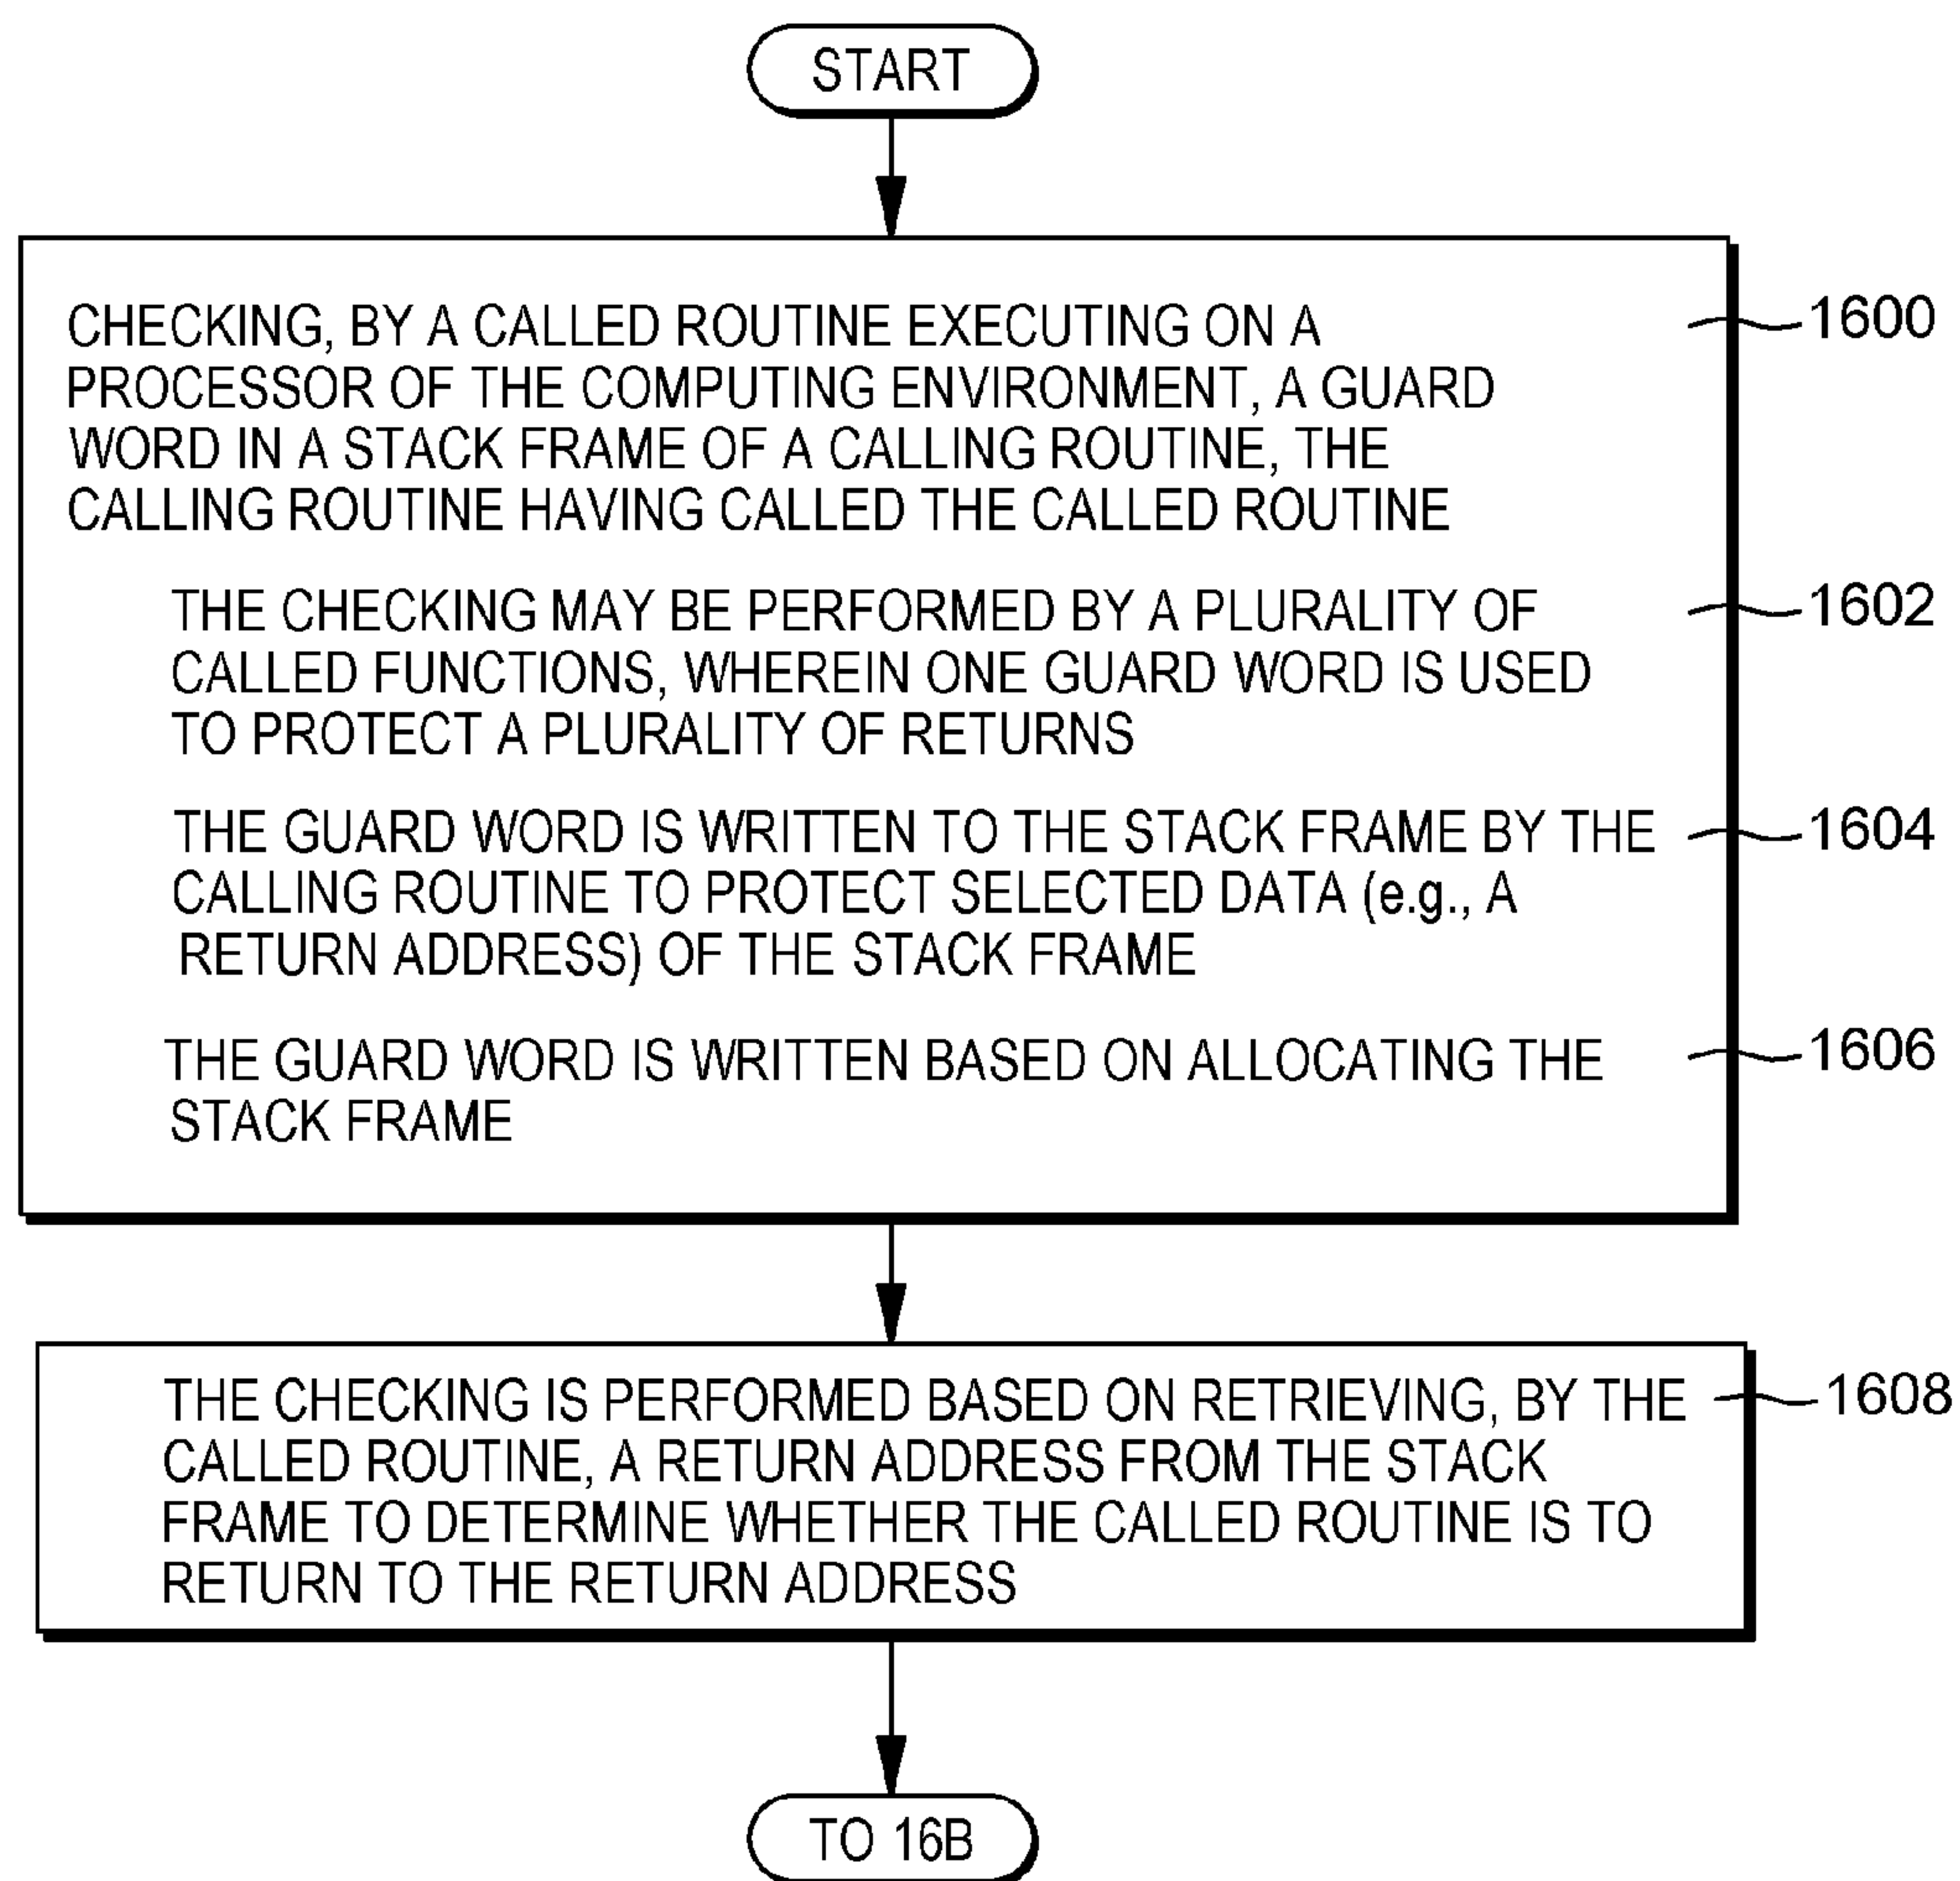 START
CHECKING, BY A CALLED ROUTINE EXECUTING ON A
PROCESSOR OF THE COMPUTING ENVIRONMENT, A GUARD
WORD IN A STACK FRAME OF A CALLING ROUTINE, THE
CALLING ROUTINE HAVING CALLED THE CALLED ROUTINE
1600
THE CHECKING MAY BE PERFORMED BY A PLURALITY OF
CALLED FUNCTIONS, WHEREIN ONE GUARD WORD IS USED
TO PROTECT A PLURALITY OF RETURNS
1602
THE GUARD WORD IS WRITTEN TO THE STACK FRAME BY THE
CALLING ROUTINE TO PROTECT SELECTED DATA (e.g., A
RETURN ADDRESS) OF THE STACK FRAME
1604
THE GUARD WORD IS WRITTEN BASED ON ALLOCATING THE
STACK FRAME
1606
THE CHECKING IS PERFORMED BASED ON RETRIEVING, BY THE
CALLED ROUTINE, A RETURN ADDRESS FROM THE STACK
FRAME TO DETERMINE WHETHER THE CALLED ROUTINE IS TO
RETURN TO THE RETURN ADDRESS
1608
TO 16B